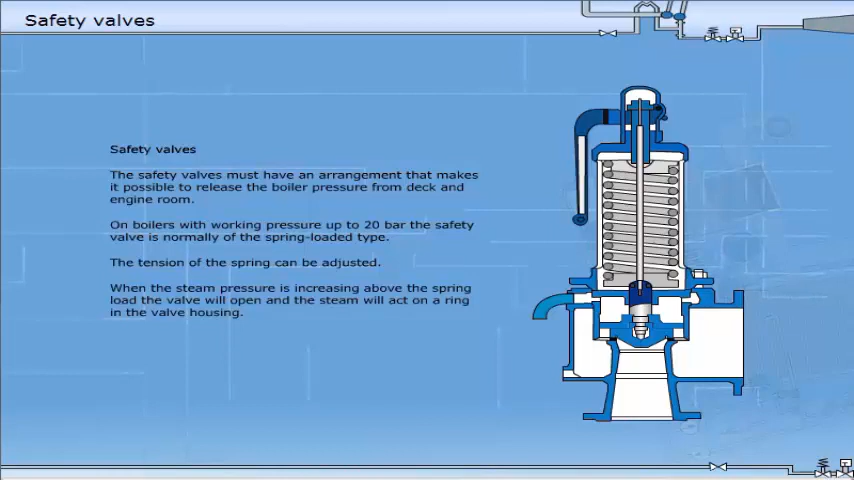 Safety valves
Safety valves
The safety valves must have an arrangement that makes
it possible to release the boiler pressure from deck and
engine room.
On boilers with working pressure up to 20 bar the safety
valve is normally of the spring-loaded type.
The tension of the spring can be adjusted.
When the steam pressure is increasing above the spring
load the valve will open and the steam will act on a ring
in the valve housing.